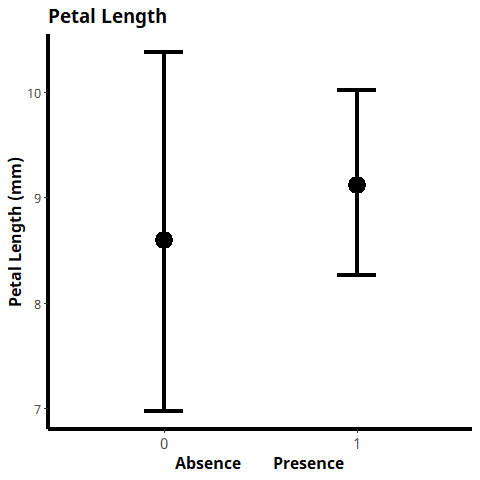 Petal Length
Petal Length (mm)
10
9
8
7
0 1
Absence Presence